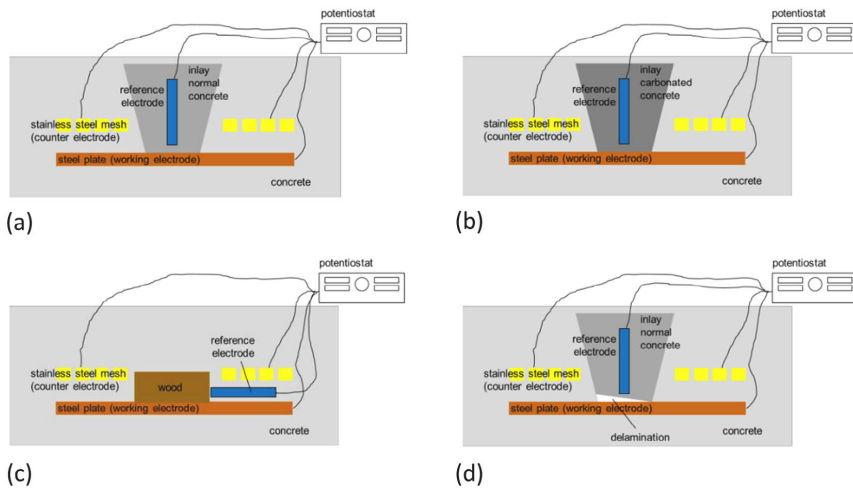 potentiostat
inlay
normal
concrete
reference
electrode
stainless steel mesh
(counter electrode)
steel plate (working electrode)
concrete
(a)
potentiostat
inlay
carbonated
concrete
reference
electrode
stainless steel mesh
(counter electrode)
steel plate (working electrode)
concrete
(b)
potentiostat
reference
electrode
stainless steel mesh
(counter electrode)
wood
steel plate (working electrode)
concrete
(c)
potentiostat
inlay
normal
concrete
reference
electrode
stainless steel mesh
(counter electrode)
steel plate (working electrode)
delamination
concrete
(d)